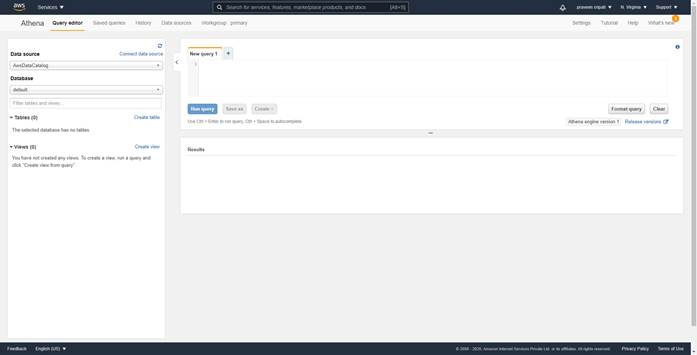 aws Services Search for services, features, marketplace products, and docs [Alt+S] N. Virginia Support
Athena Query editor Saved queries History Data sources Workgroup : primary Settings Tutorial Help What's new
Data source Connect data source
AwsDataCatalog
Database
default
Filter tables and views...
Tables (0) Create table
The selected database has no tables
Views (0) Create view
You have not created any views. To create a view, run a query and
click "Create view from query"
New query 1 +
1
Run query Save as Create Format query Clear
Use Ctrl + Enter to run query, Ctrl + Space to autocomplete
Athena engine version 1 Release versions
Results
Feedback English (US) © 2008 - 2020, Amazon Internet Services Private Ltd. or its affiliates. All rights reserved. Privacy Policy Terms of Use